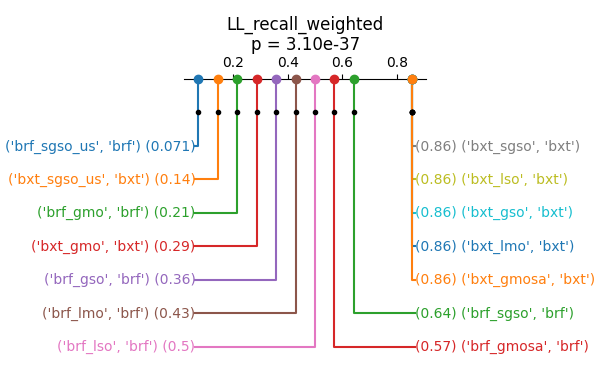 LL_recall_weighted
p = 3.10e-37
0.2 0.4 0.6 0.8
('brf_sgso_us', 'brf') (0.071) (0.86) ('bxt_sgso', 'bxt')
('bxt_sgso_us', 'bxt') (0.14) (0.86) ('bxt_lso', 'bxt')
('brf_gmo', 'brf') (0.21) (0.86) ('bxt_gso', 'bxt')
('bxt_gmo', 'bxt') (0.29) (0.86) ('bxt_lmo', 'bxt')
('brf_gso', 'brf') (0.36) (0.86) ('bxt_gmosa', 'bxt')
('brf_lmo', 'brf') (0.43) (0.64) ('brf_sgso', 'brf')
('brf_lso', 'brf') (0.5) (0.57) ('brf_gmosa', 'brf')